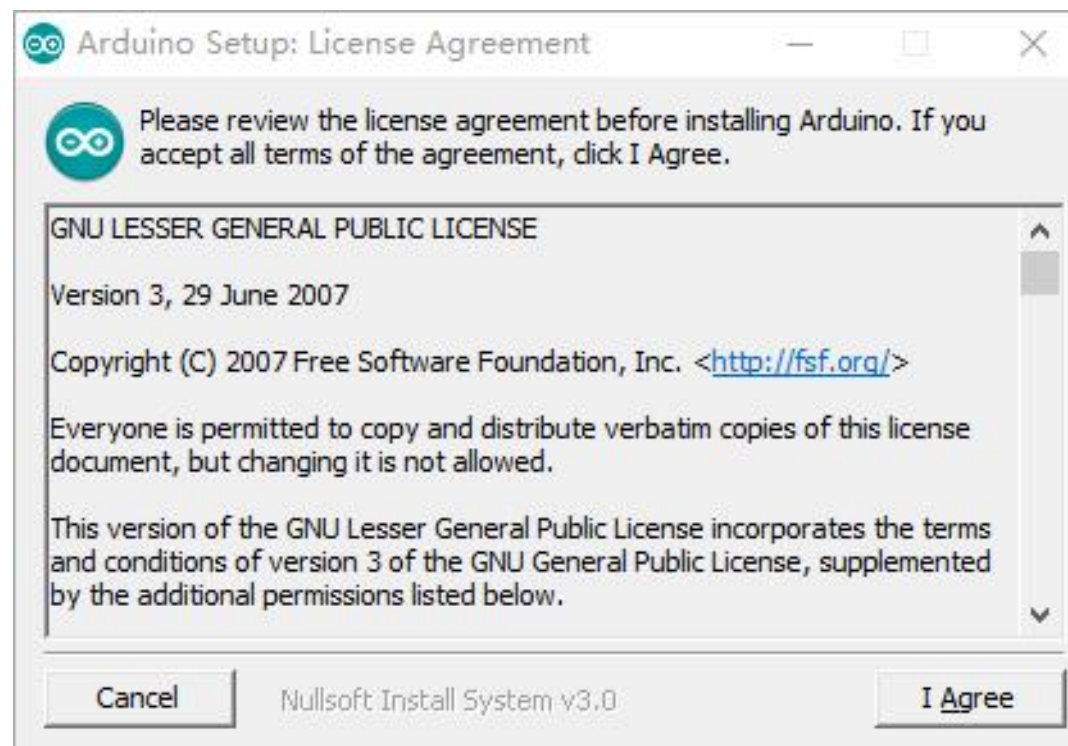 Arduino Setup: License Agreement
Please review the license agreement before installing Arduino. If you
accept all terms of the agreement, click I Agree.
GNU LESSER GENERAL PUBLIC LICENSE
Version 3, 29 June 2007
Copyright (C) 2007 Free Software Foundation, Inc. <http://fsf.org/>
Everyone is permitted to copy and distribute verbatim copies of this license
document, but changing it is not allowed.
This version of the GNU Lesser General Public License incorporates the terms
and conditions of version 3 of the GNU General Public License, supplemented
by the additional permissions listed below.
Cancel
Nullsoft Install System v3.0
I Agree